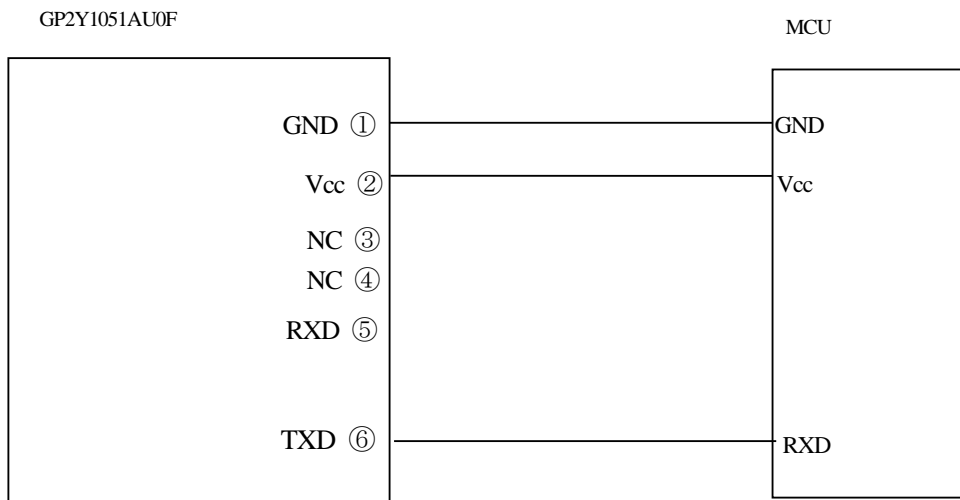 GP2Y1051AU0F
MCU
GND ①
GND
Vcc ②
Vcc
NC ③
NC ④
RXD ⑤
TXD ⑥
RXD